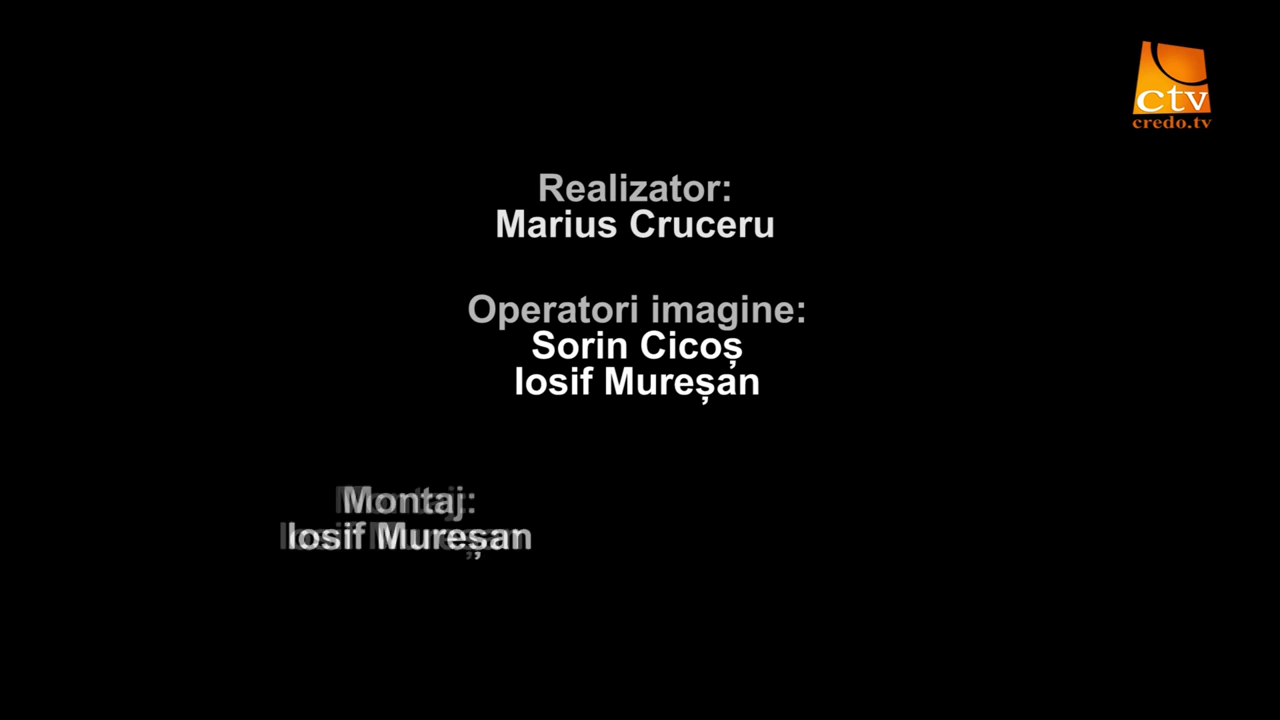 ctv
credo.tv
Realizator:
Marius Cruceru
Operatori imagine:
Sorin Cicoș
Iosif Mureșan
Montaj:
Iosif Mureșan